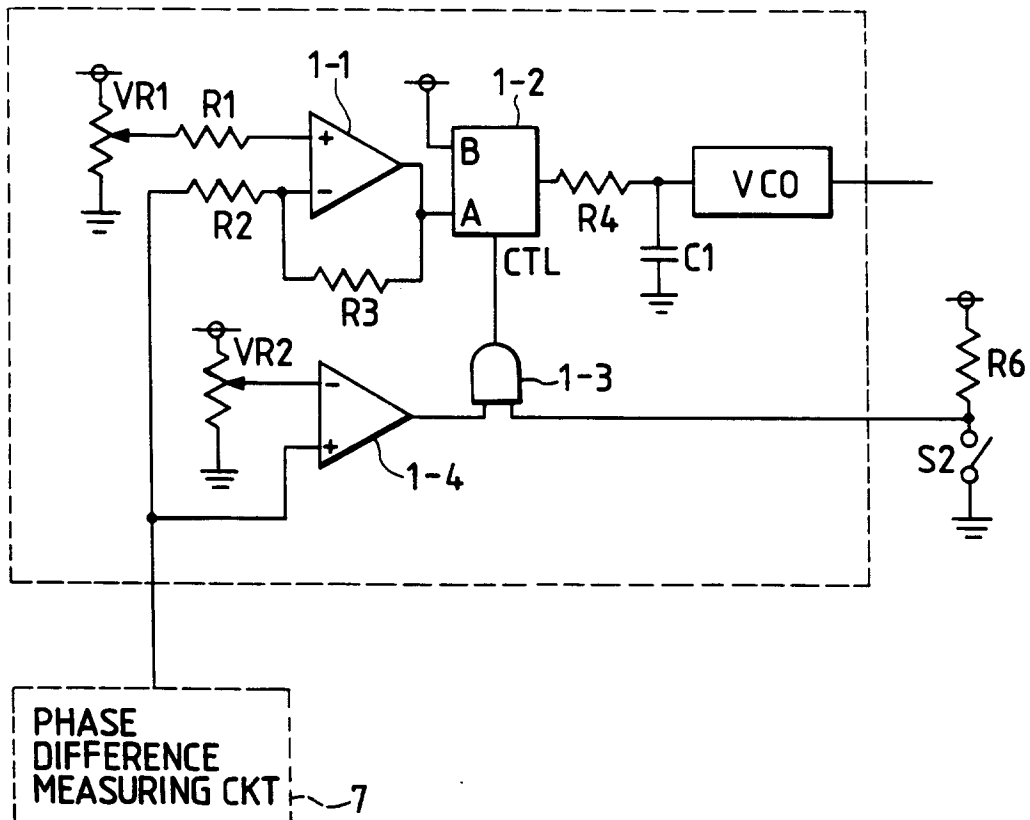 1-1
1-2
VR1
R1
+
-
B
A
R2
R3
CTL
R4
C1
VCO
VR2
-
+
1-3
1-4
R6
S2
PHASE
DIFFERENCE
MEASURING CKT
7